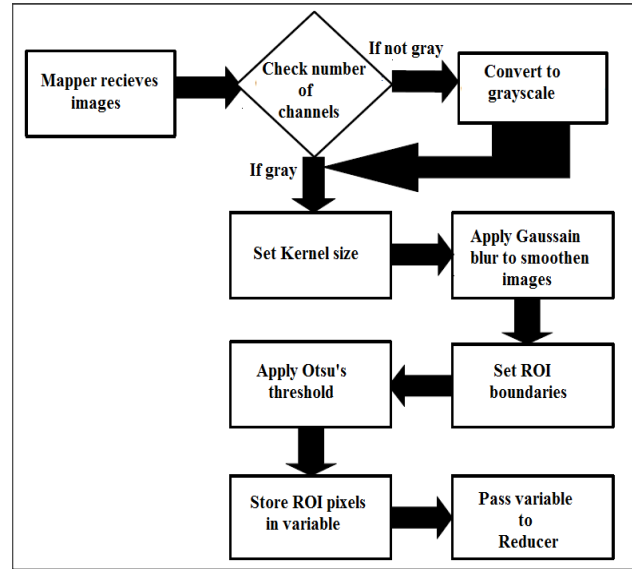 Mapper recieves
images
Check number
of
channels
If not gray
Convert to
grayscale
If gray
Set Kernel size
Apply Gaussain
blur to smoothen
images
Set ROI
boundaries
Apply Otsu's
threshold
Store ROI pixels
in variable
Pass variable
to
Reducer